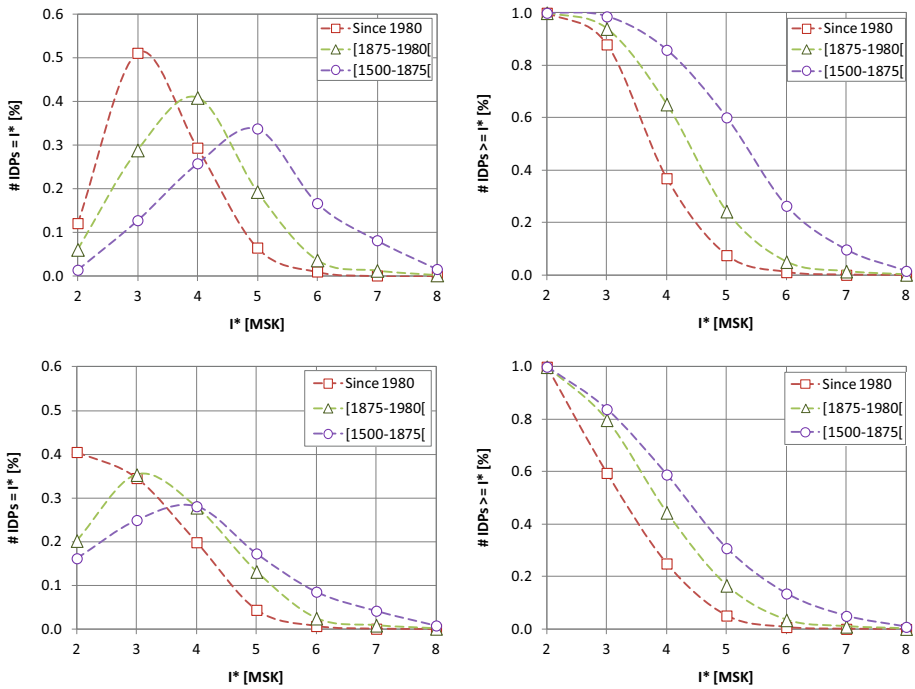 # IDPs = I* [%]
0.6
0.5
0.4
0.3
0.2
0.1
0.0
2 3 4 5 6 7 8
I* [MSK]
Since 1980
[1875-1980[
[1500-1875[
# IDPs >= I* [%]
1.0
0.8
0.6
0.4
0.2
0.0
2 3 4 5 6 7 8
I* [MSK]
Since 1980
[1875-1980[
[1500-1875[
# IDPs = I* [%]
0.6
0.5
0.4
0.3
0.2
0.1
0.0
2 3 4 5 6 7 8
I* [MSK]
Since 1980
[1875-1980[
[1500-1875[
# IDPs >= I* [%]
1.0
0.8
0.6
0.4
0.2
0.0
2 3 4 5 6 7 8
I* [MSK]
Since 1980
[1875-1980[
[1500-1875[